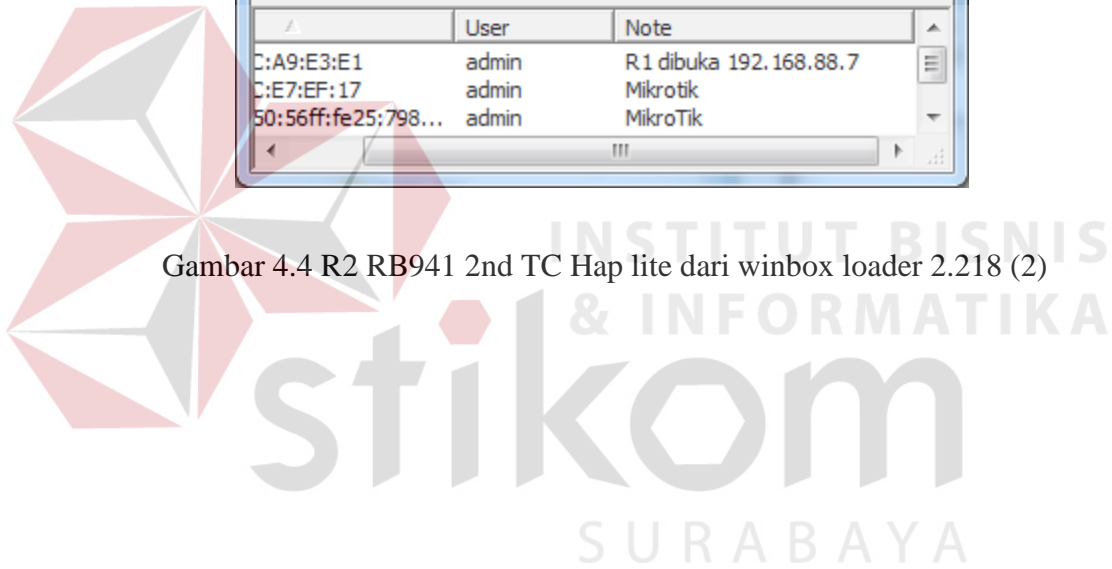 User Note
C:A9:E3:E1 admin R1 dibuka 192.168.88.7
C:E7:EF:17 admin Mikrotik
50:56ff:fe25:798... admin MikroTik
INSTITUT BISNIS
Gambar 4.4 R2 RB941 2nd TC Hap lite dari winbox loader 2.218 (2)
& INFORMATIKA
stikom
SURABAYA